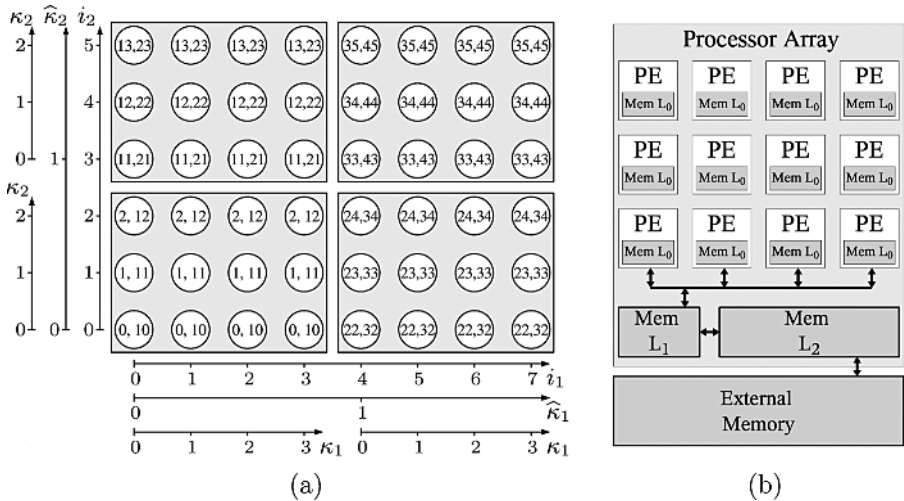 κ₂ κ̂₂ i₂
2 5 13,23 13,23 13,23 13,23 35,45 35,45 35,45 35,45
1 4 12,22 12,22 12,22 12,22 34,44 34,44 34,44 34,44
0 1 3 11,21 11,21 11,21 11,21 33,43 33,43 33,43 33,43
κ₂
2 2 2, 12 2, 12 2, 12 2, 12 24,34 24,34 24,34 24,34
1 1 1, 11 1, 11 1, 11 1, 11 23,33 23,33 23,33 23,33
0 0 0 0, 10 0, 10 0, 10 0, 10 22,32 22,32 22,32 22,32
0 1 2 3 4 5 6 7 i₁
0 1 κ̂₁
0 1 2 3 κ₁ 0 1 2 3 κ₁
(a)
Processor Array
PE PE PE PE
Mem L₀ Mem L₀ Mem L₀ Mem L₀
PE PE PE PE
Mem L₀ Mem L₀ Mem L₀ Mem L₀
PE PE PE PE
Mem L₀ Mem L₀ Mem L₀ Mem L₀
Mem Mem
L₁ L₂
External
Memory
(b)